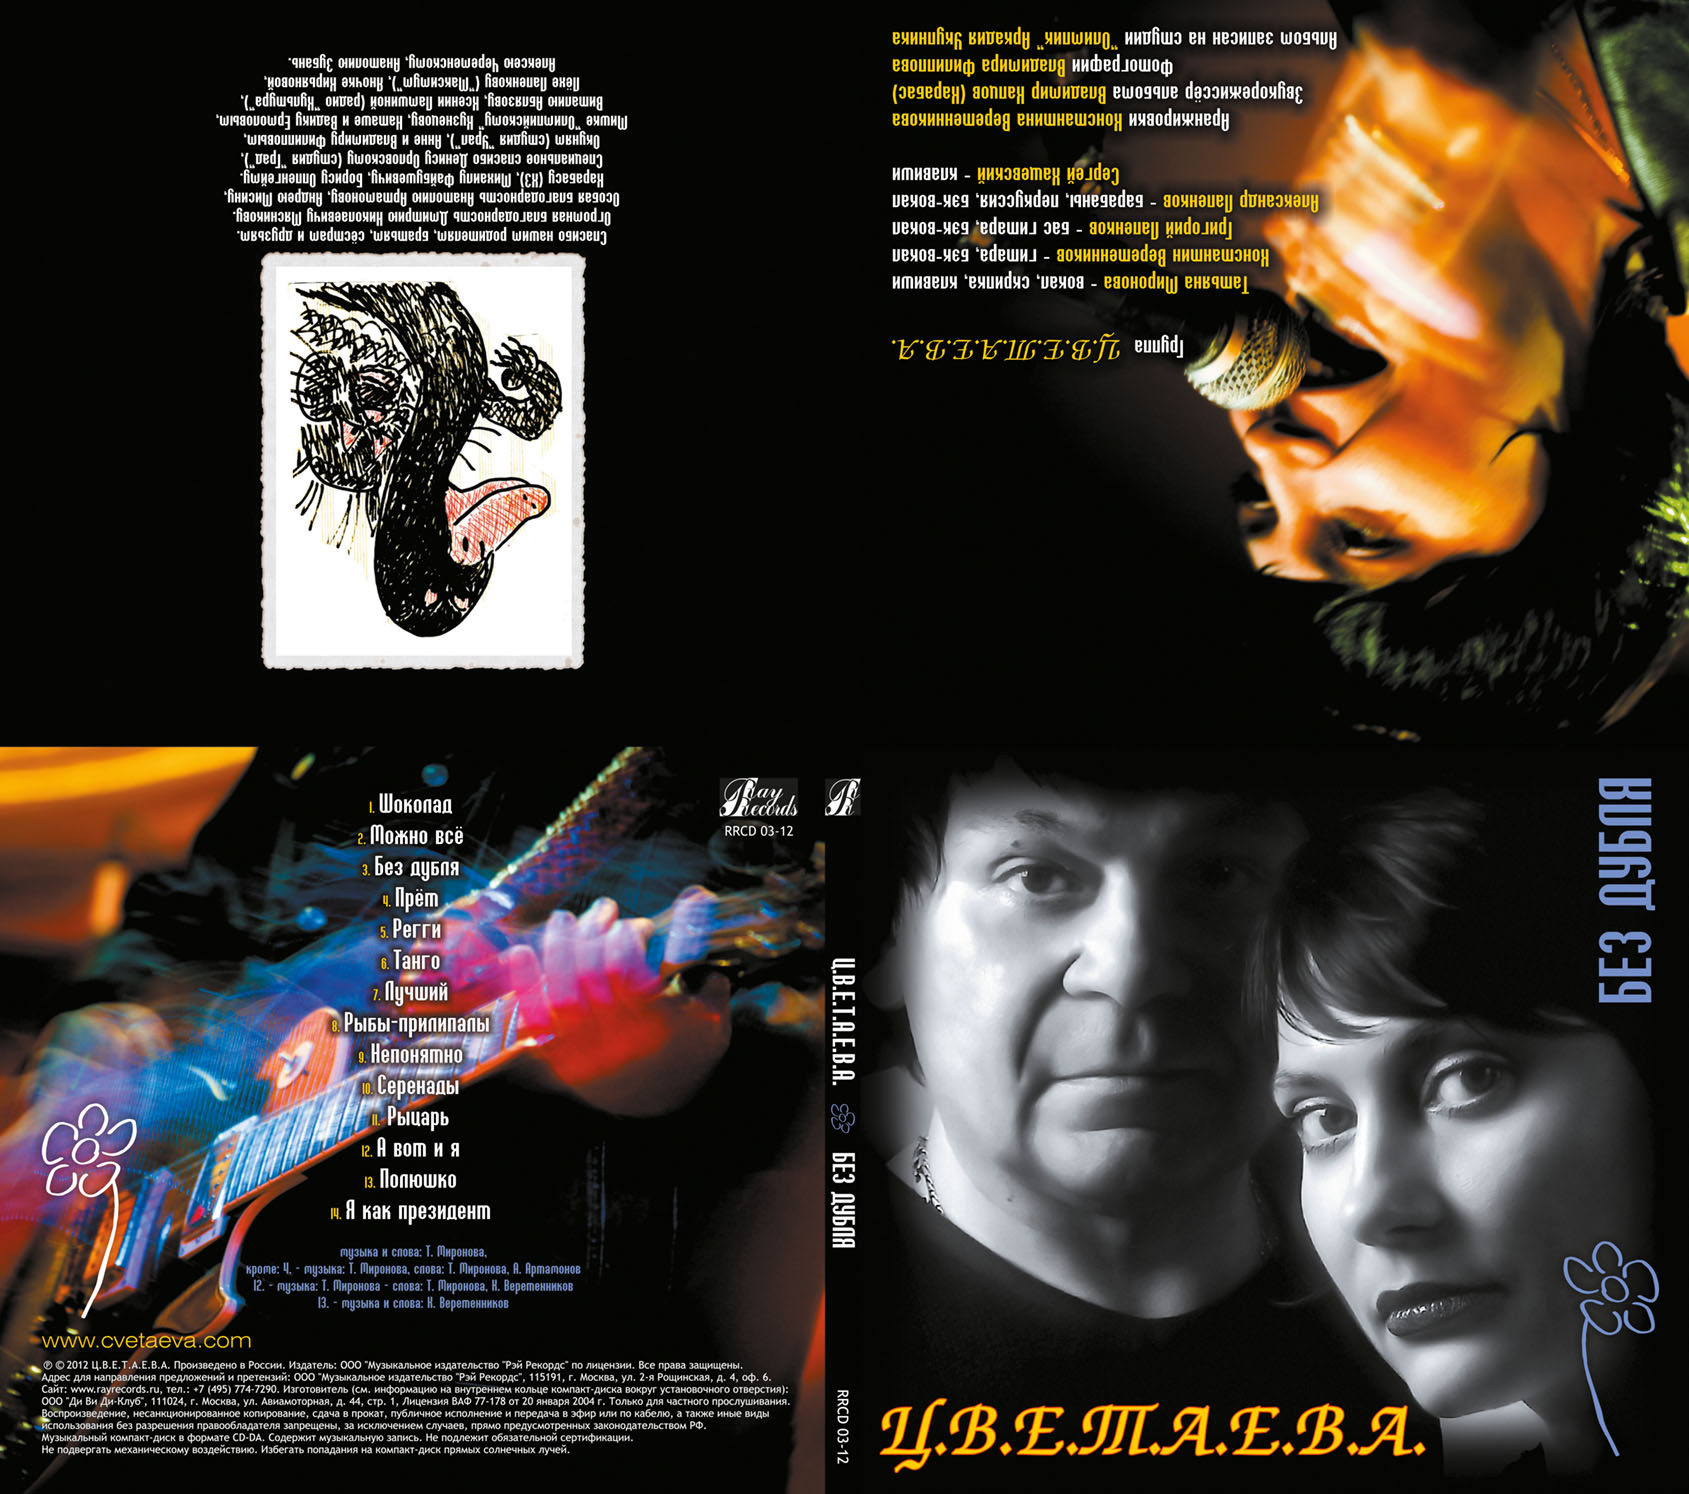 Спасибо нашим родителям, братьям, сёстрам и друзьям.
Огромная благодарность Дмитрию Николаевичу Мясникову.
Особая благодарность Анатолию Артамонову, Андрею Мисину,
Карабасу (КЭ), Михаилу Файбушевичу, Борису Оппенгейму.
Специальное спасибо Денису Орловскому (студия "Град"),
Окуням (студия "Урал"), Анне и Владимиру Филипповым,
Мишке "Олимпийскому" Кузнецову, Наташе и Вадику Ермоловым,
Виталию Аблязову, Ксении Лопшиной (радио "Культура"),
Лёне Лапенкову ("Максимум"), Яночке Кирьяновой,
Алексею Череменскому, Анатолию Зубань.
Группа Ц.В.Е.Т.А.Е.В.А.
Татьяна Миронова - вокал, скрипка, клавиши
Константин Веретенников - гитара, бэк-вокал
Григорий Лапенков - бас гитара, бэк-вокал
Александр Лапенков - барабаны, перкуссия, бэк-вокал
Сергей Кащевский - клавиши
Аранжировки Константина Веретенникова
Звукорежиссёр альбома Владимир Капцов (Карабас)
Фотографии Владимира Филиппова
Альбом записан на студии "Олимпик" Аркадия Укупника
1. Шоколад
2. Можно всё
3. Без дубля
4. Прёт
5. Регги
6. Танго
7. Лучший
8. Рыбы-прилипалы
9. Непонятно
10. Серенады
11. Рыцарь
12. А вот и я
13. Полюшко
14. Я как президент
музыка и слова: Т. Миронова,
кроме: 4. - музыка: Т. Миронова, слова: Т. Миронова, А. Артамонов
12. - музыка: Т. Миронова - слова: Т. Миронова, К. Веретенников
13. - музыка и слова: К. Веретенников
www.cvetaeva.com
℗ © 2012 Ц.В.Е.Т.А.Е.В.А. Произведено в России. Издатель: ООО "Музыкальное издательство "Рэй Рекордс" по лицензии. Все права защищены.
Адрес для направления предложений и претензий: ООО "Музыкальное издательство "Рэй Рекордс", 115191, г. Москва, ул. 2-я Рощинская, д. 4, оф. 6.
Сайт: www.rayrecords.ru, тел.: +7 (495) 774-7290. Изготовитель (см. информацию на внутреннем кольце компакт-диска вокруг установочного отверстия):
ООО "Ди Ви Ди-Клуб", 111024, г. Москва, ул. Авиамоторная, д. 44, стр. 1, Лицензия ВАФ 77-178 от 20 января 2004 г. Только для частного прослушивания.
Воспроизведение, несанкционированное копирование, сдача в прокат, публичное исполнение и передача в эфир или по кабелю, а также иные виды
использования без разрешения правообладателя запрещены, за исключением случаев, прямо предусмотренных законодательством РФ.
Музыкальный компакт-диск в формате CD-DA. Содержит музыкальную запись. Не подлежит обязательной сертификации.
Не подвергать механическому воздействию. Избегать попадания на компакт-диск прямых солнечных лучей.
Ray Records
RRCD 03-12
R R
Ц.В.Е.Т.А.Е.В.А. БЕЗ ДУБЛЯ
RRCD 03-12
БЕЗ ДУБЛЯ
Ц.В.Е.Т.А.Е.В.А.